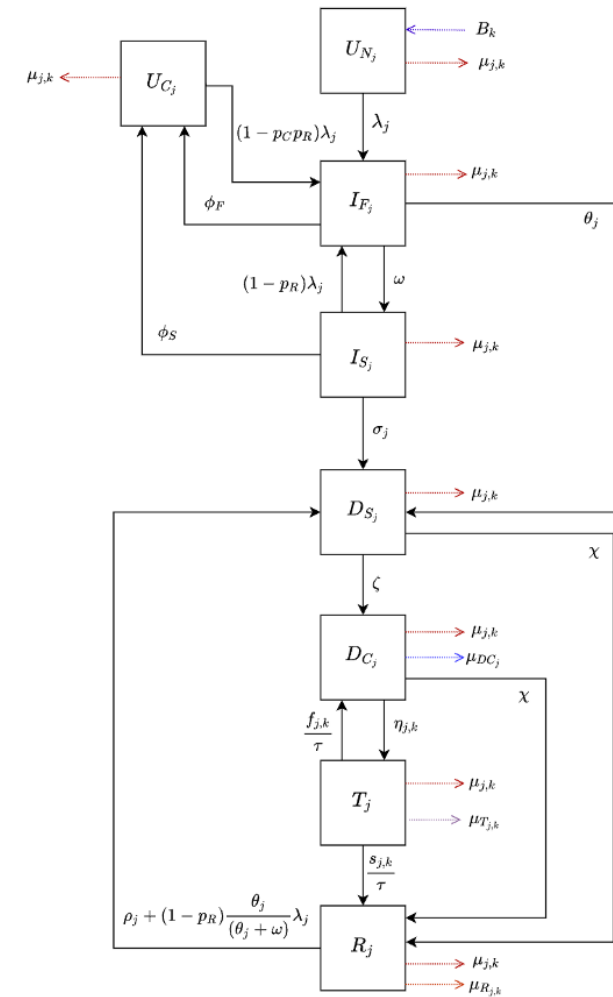 B_k
U_{N_j}
μ_{j,k}
μ_{j,k}
U_{C_j}
λ_j
(1 − p_C p_R)λ_j
μ_{j,k}
I_{F_j}
ϕ_F
θ_j
(1 − p_R)λ_j
ω
ϕ_S
I_{S_j}
μ_{j,k}
σ_j
μ_{j,k}
D_{S_j}
χ
ζ
μ_{j,k}
D_{C_j}
μ_{DC_j}
χ
f_{j,k}/τ
η_{j,k}
μ_{j,k}
T_j
μ_{T_{j,k}}
s_{j,k}/τ
ρ_j + (1 − p_R) θ_j/(θ_j + ω) λ_j
R_j
μ_{j,k}
μ_{R_{j,k}}